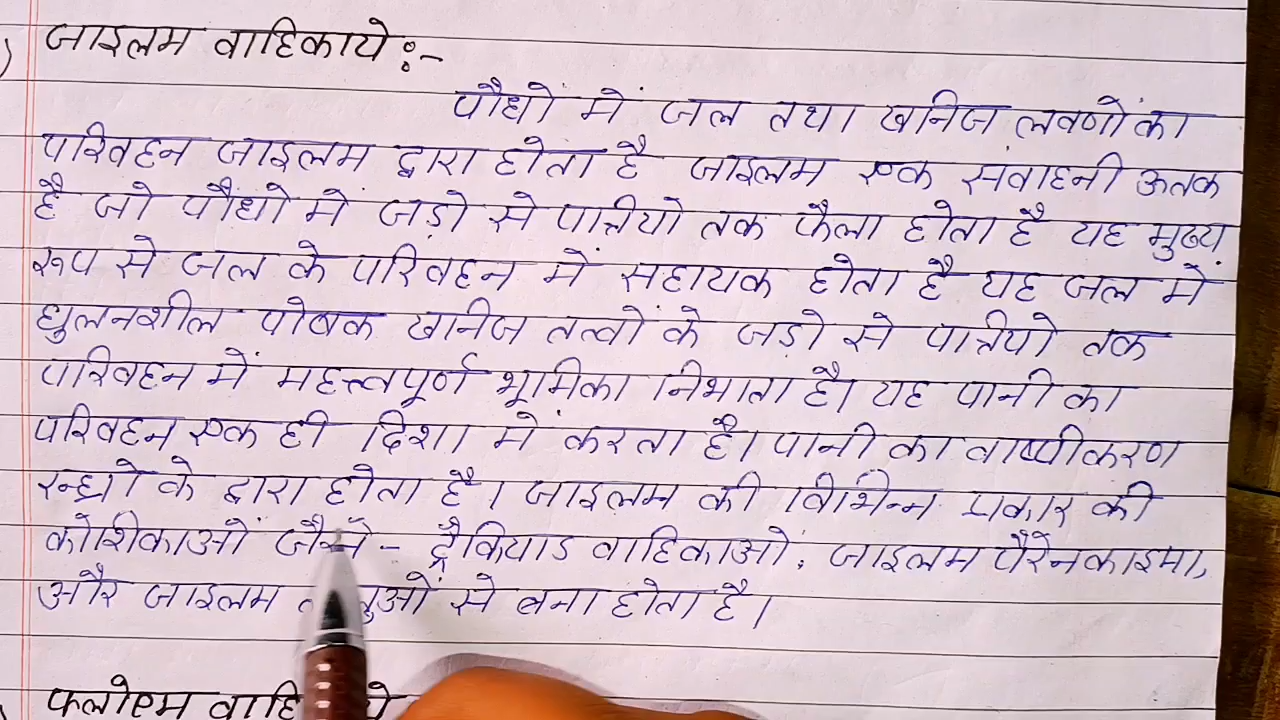 जाइलम वाहिकाये :-
पौधों में जल तथा खनिज लवणों का
परिवहन जाइलम द्वारा होता है जाइलम एक संवाहनी ऊतक
है जो पौधो मे जड़ो से पात्तीयो तक फैला होता है यह मुख्य
रूप से जल के परिवहन में सहायक होता है यह जल में
घुलनशील पोषक खनिज तत्वों के जड़ो से पात्तीयो तक
परिवहन में महत्त्वपूर्ण भूमिका निभाता है। यह पानी का
परिवहन एक ही दिशा में करता है। पानी का वाष्पीकरण
रन्ध्रो के द्वारा होता है। जाइलम की विभिन्न प्रकार की
कोशिकाओं जैसे - ट्रैकियाड वाहिकाओं, जाइलम पैरेनकाइमा,
और जाइलम से बना होता है।
फ्लोएम